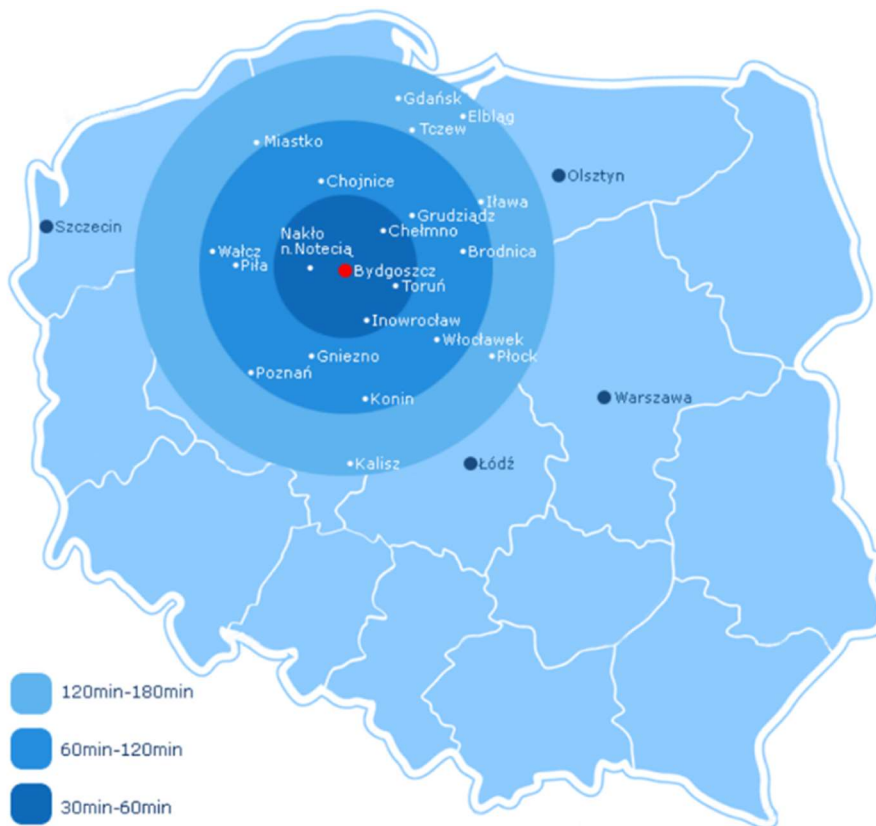 Gdańsk
Elbląg
Tczew
Miastko
Olsztyn
Chojnice
Iława
Grudziądz
Szczecin
Chełmno
Nakło
n.Notecią
Wałcz
Brodnica
Piła
Bydgoszcz
Toruń
Inowrocław
Włocławek
Gniezno
Płock
Poznań
Konin
Warszawa
Kalisz
Łódź
120min-180min
60min-120min
30min-60min